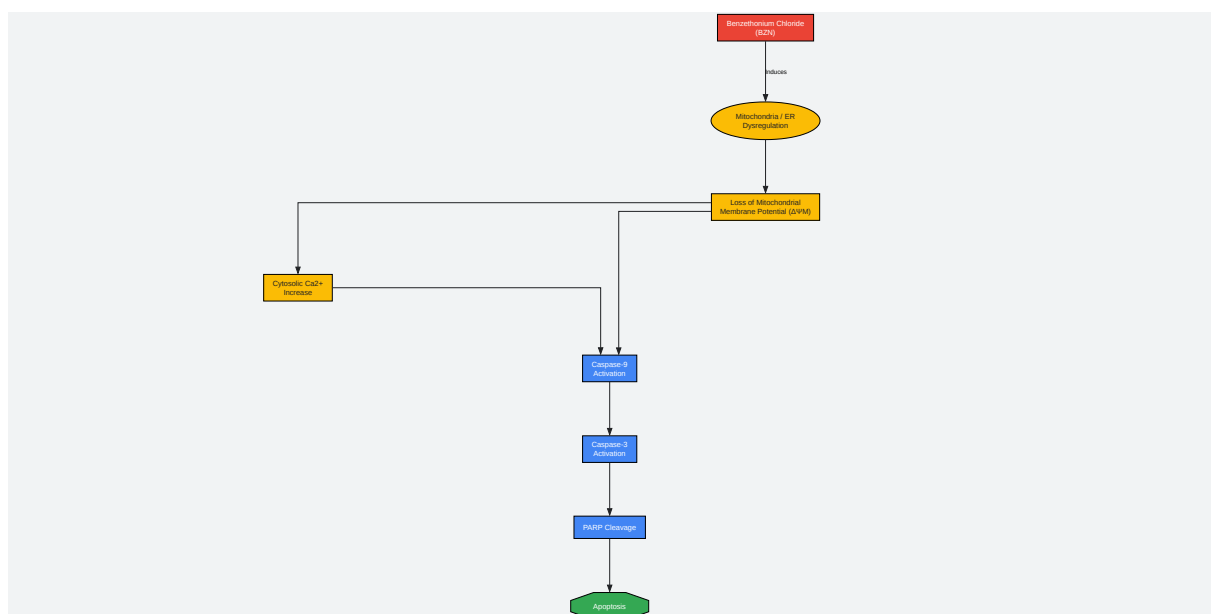 Benzethonium Chloride
(BZN)
Induces
Mitochondria / ER
Dysregulation
Loss of Mitochondrial
Membrane Potential (ΔΨM)
Cytosolic Ca2+
Increase
Caspase-9
Activation
Caspase-3
Activation
PARP Cleavage
Apoptosis